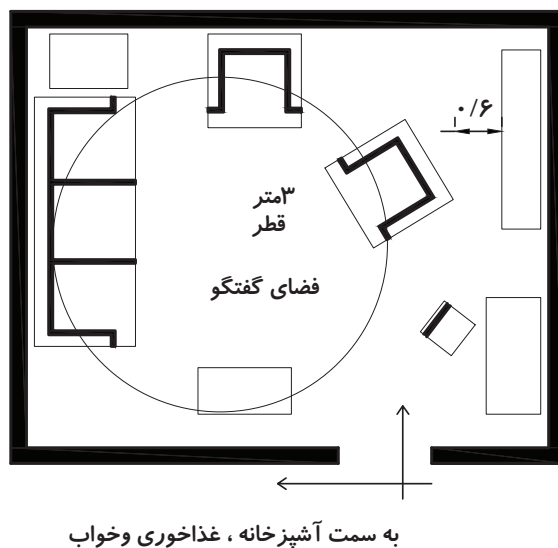 ۰/۶
۳متر
قطر
فضای گفتگو
به سمت آشپزخانه ، غذاخوری وخواب